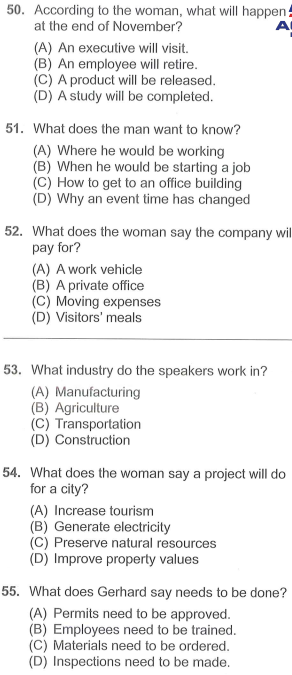 50. According to the woman, what will happen
at the end of November?
(A) An executive will visit.
(B) An employee will retire.
(C) A product will be released.
(D) A study will be completed.
51. What does the man want to know?
(A) Where he would be working
(B) When he would be starting a job
(C) How to get to an office building
(D) Why an event time has changed
52. What does the woman say the company wil
pay for?
(A) A work vehicle
(B) A private office
(C) Moving expenses
(D) Visitors' meals
53. What industry do the speakers work in?
(A) Manufacturing
(B) Agriculture
(C) Transportation
(D) Construction
54. What does the woman say a project will do
for a city?
(A) Increase tourism
(B) Generate electricity
(C) Preserve natural resources
(D) Improve property values
55. What does Gerhard say needs to be done?
(A) Permits need to be approved.
(B) Employees need to be trained.
(C) Materials need to be ordered.
(D) Inspections need to be made.